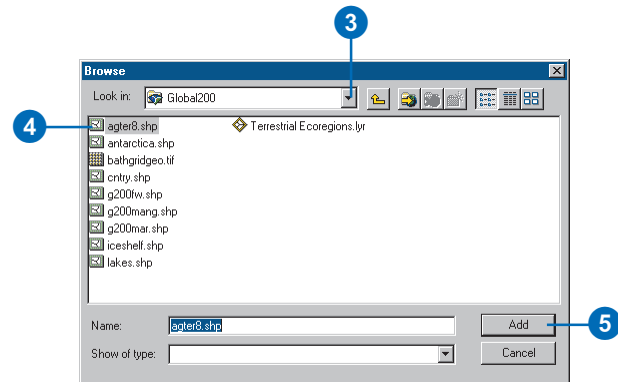 3
Browse
Look in: Global200
4
agter8.shp
Terrestrial Ecoregions.lyr
antarctica.shp
bathgridgeo.tif
cntry.shp
g200fw.shp
g200mang.shp
g200mar.shp
iceshelf.shp
lakes.shp
Name: agter8.shp
Add
5
Show of type:
Cancel